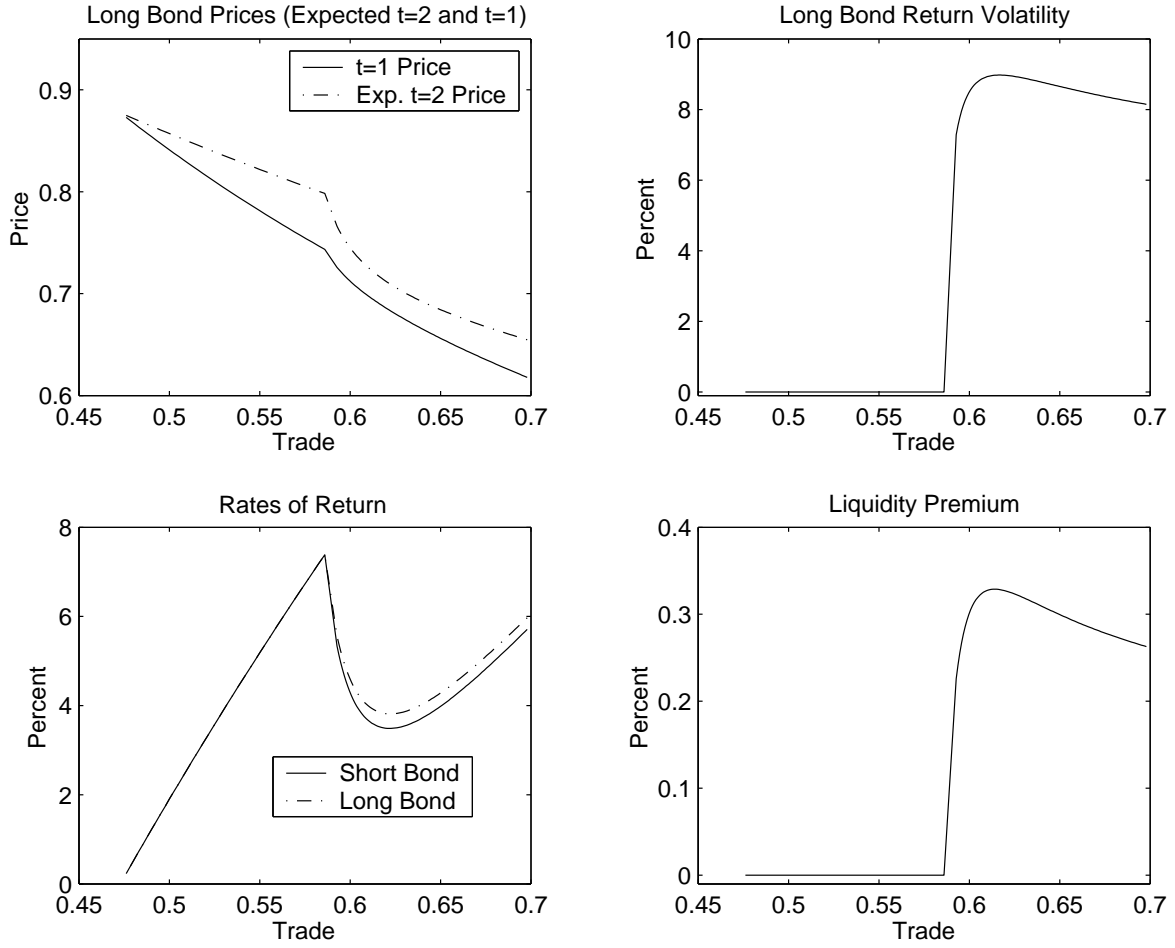 Long Bond Prices (Expected t=2 and t=1)
t=1 Price
Exp. t=2 Price
0.9
0.8
0.7
0.6
Price
0.45 0.5 0.55 0.6 0.65 0.7
Trade
Long Bond Return Volatility
10
8
6
4
2
0
Percent
0.45 0.5 0.55 0.6 0.65 0.7
Trade
Rates of Return
8
6
4
2
0
Percent
Short Bond
Long Bond
0.45 0.5 0.55 0.6 0.65 0.7
Trade
Liquidity Premium
0.4
0.3
0.2
0.1
0
Percent
0.45 0.5 0.55 0.6 0.65 0.7
Trade